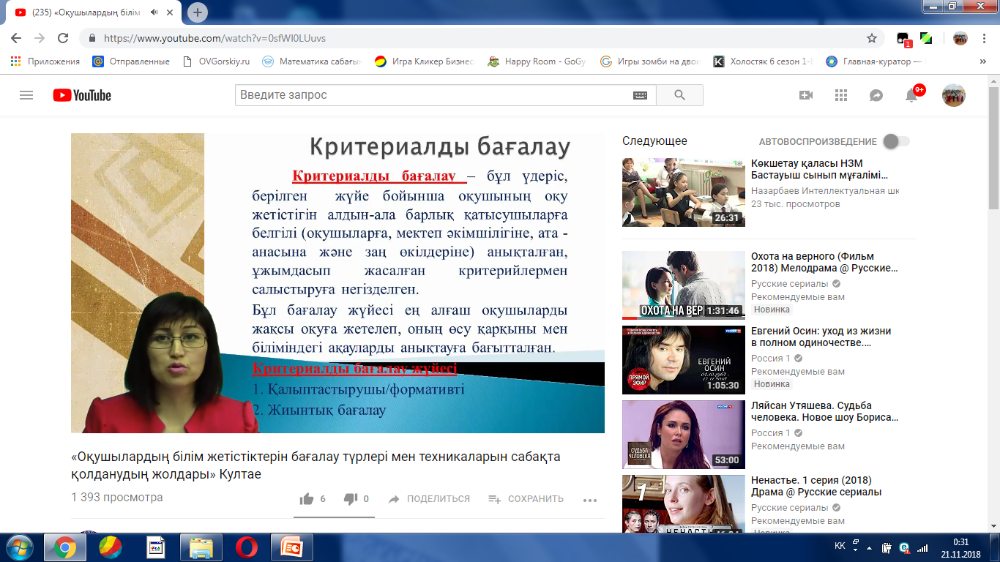 (235) «Оқушылардың білім
https://www.youtube.com/watch?v=0sfWl0LUuvs
1
Приложения
Отправленные
OVGorskiy.ru
Математика сабағын
Игра Кликер Бизнес
Happy Room - GoGy
Игры зомби на двои
Холостяк 6 сезон 1-8
Главная-куратор —
»
YouTube
Введите запрос
9+
Критериалды бағалау
Критериалды бағалау – бұл үдеріс,
берілген жүйе бойынша оқушының оқу
жетістігін алдын-ала барлық қатысушыларға
белгілі (оқушыларға, мектеп әкімшілігіне, ата -
анасына және заң өкілдеріне) анықталған,
ұжымдасып жасалған критерийлермен
салыстыруға негізделген.
Бұл бағалау жүйесі ең алғаш оқушыларды
жақсы оқуға жетелеп, оның өсу қарқыны мен
біліміндегі ақауларды анықтауға бағытталған.
Критериалды бағалау жүйесі
1. Қалыптастырушы/формативті
2. Жиынтық бағалау
«Оқушылардың білім жетістіктерін бағалау түрлері мен техникаларын сабақта
қолданудың жолдары» Култае
1 393 просмотра
6
0
ПОДЕЛИТЬСЯ
СОХРАНИТЬ
Следующее
АВТОВОСПРОИЗВЕДЕНИЕ
26:31
Көкшетау қаласы НЗМ
Бастауыш сынып мұғалімі...
Назарбаев Интеллектуальная шк
23 тыс. просмотров
ОХОТА НА ВЕР
1:31:46
Охота на верного (Фильм
2018) Мелодрама @ Русские...
Русские сериалы
Рекомендуемые вам
Новинка
РОССИЯ 1
ПРЯМОЙ
ЭФИР
ЕВГЕНИЙ
ОСИН
1:05:30
Евгений Осин: уход из жизни
в полном одиночестве....
Россия 1
Рекомендуемые вам
Новинка
РОССИЯ 1
СУДЬБА
ЧЕЛОВЕКА
53:00
Ляйсан Утяшева. Судьба
человека. Новое шоу Бориса...
Россия 1
Рекомендуемые вам
1
Ненастье. 1 серия (2018)
Драма @ Русские сериалы
Русские сериалы
Рекомендуемые вам
KK
0:31
21.11.2018